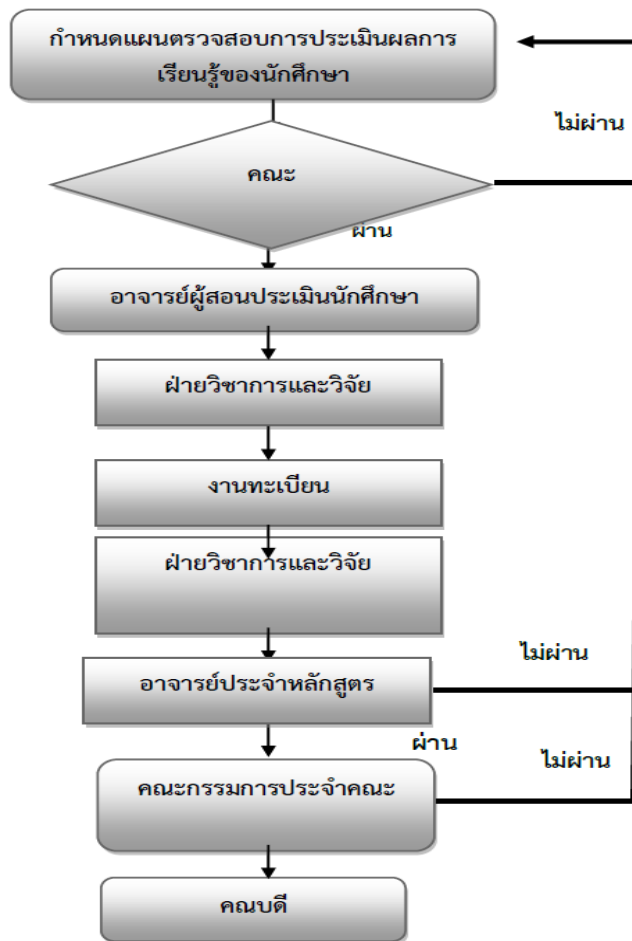 กำหนดแผนตรวจสอบการประเมินผลการ
เรียนรู้ของนักศึกษา
ไม่ผ่าน
คณะ
ผ่าน
อาจารย์ผู้สอนประเมินนักศึกษา
ฝ่ายวิชาการและวิจัย
งานทะเบียน
ฝ่ายวิชาการและวิจัย
ไม่ผ่าน
อาจารย์ประจำหลักสูตร
ผ่าน
ไม่ผ่าน
คณะกรรมการประจำคณะ
คณบดี